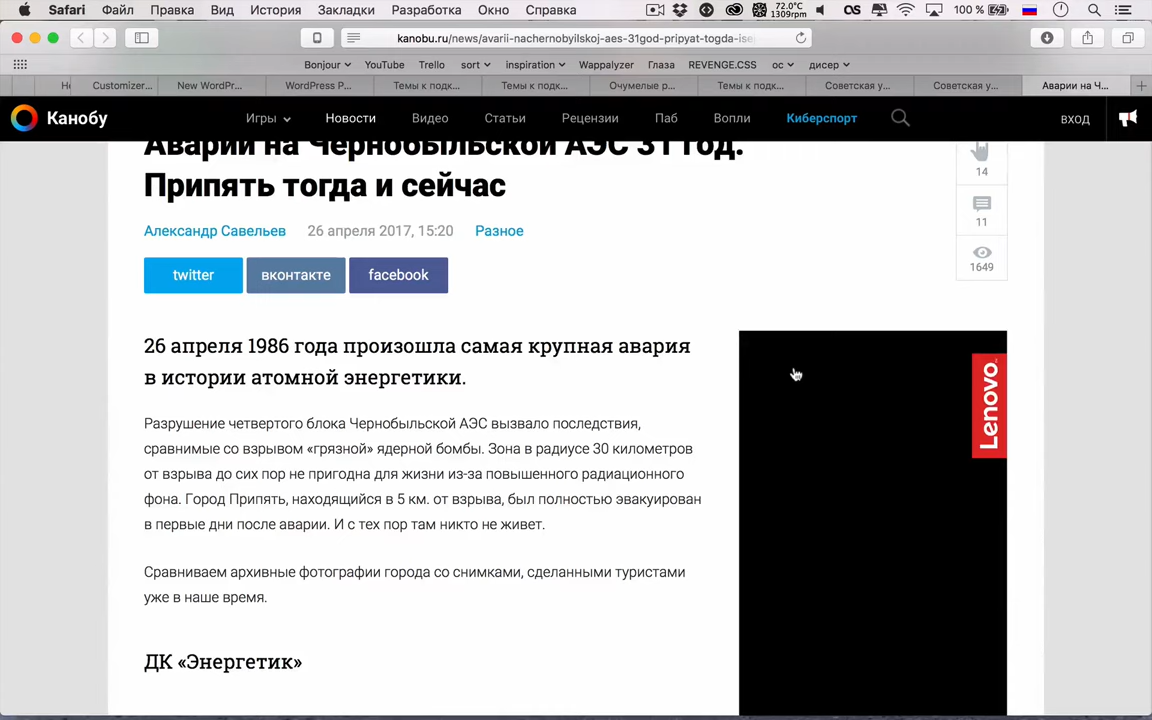 Safari Файл Правка Вид История Закладки Разработка Окно Справка 72.0°C 1309rpm 100 %
kanobu.ru/news/avarii-nachernobyilskoj-aes-31god-pripyat-togda-ise
Bonjour YouTube Trello sort inspiration Wappalyzer Глаза REVENGE.CSS ос дисер
Customizer... New WordPr... WordPress P... Темы к подк... Темы к подк... Очумелые р... Темы к подк... Советская у... Советская у... Аварии на Ч...
Канобу Игры Новости Видео Статьи Рецензии Паб Вопли Киберспорт ВХОД
Аварии на Чернобыльской АЭС 31 год.
Припять тогда и сейчас
14
11
1649
Александр Савельев 26 апреля 2017, 15:20 Разное
twitter вконтакте facebook
26 апреля 1986 года произошла самая крупная авария
в истории атомной энергетики.
Lenovo
Разрушение четвертого блока Чернобыльской АЭС вызвало последствия,
сравнимые со взрывом «грязной» ядерной бомбы. Зона в радиусе 30 километров
от взрыва до сих пор не пригодна для жизни из-за повышенного радиационного
фона. Город Припять, находящийся в 5 км. от взрыва, был полностью эвакуирован
в первые дни после аварии. И с тех пор там никто не живет.
Сравниваем архивные фотографии города со снимками, сделанными туристами
уже в наше время.
ДК «Энергетик»